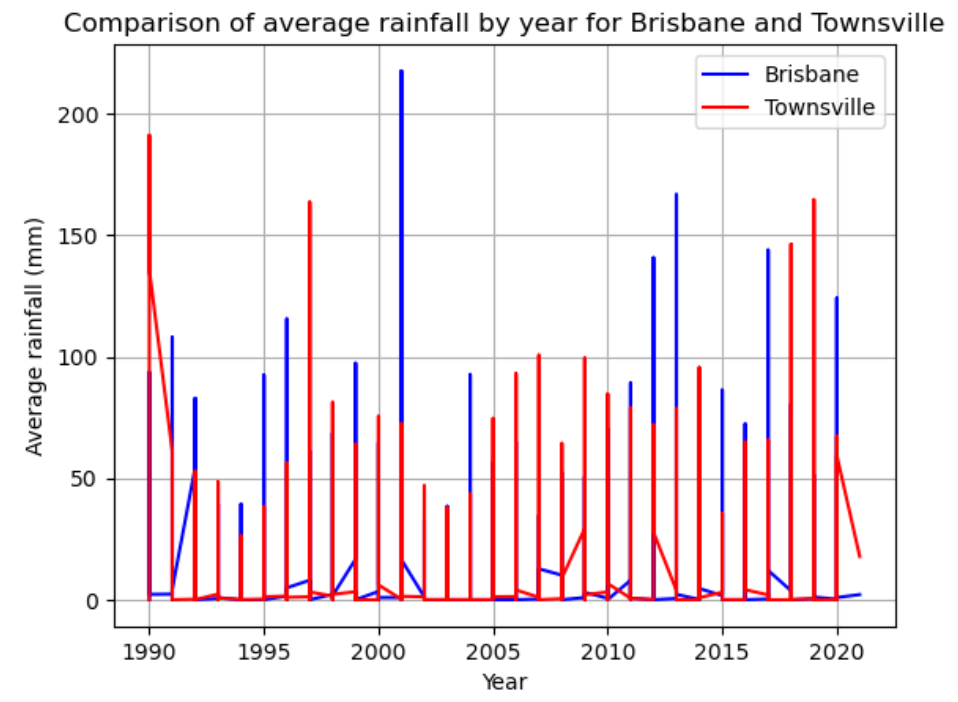 Comparison of average rainfall by year for Brisbane and Townsville
Brisbane
Townsville
Average rainfall (mm)
200
150
100
50
0
1990 1995 2000 2005 2010 2015 2020
Year